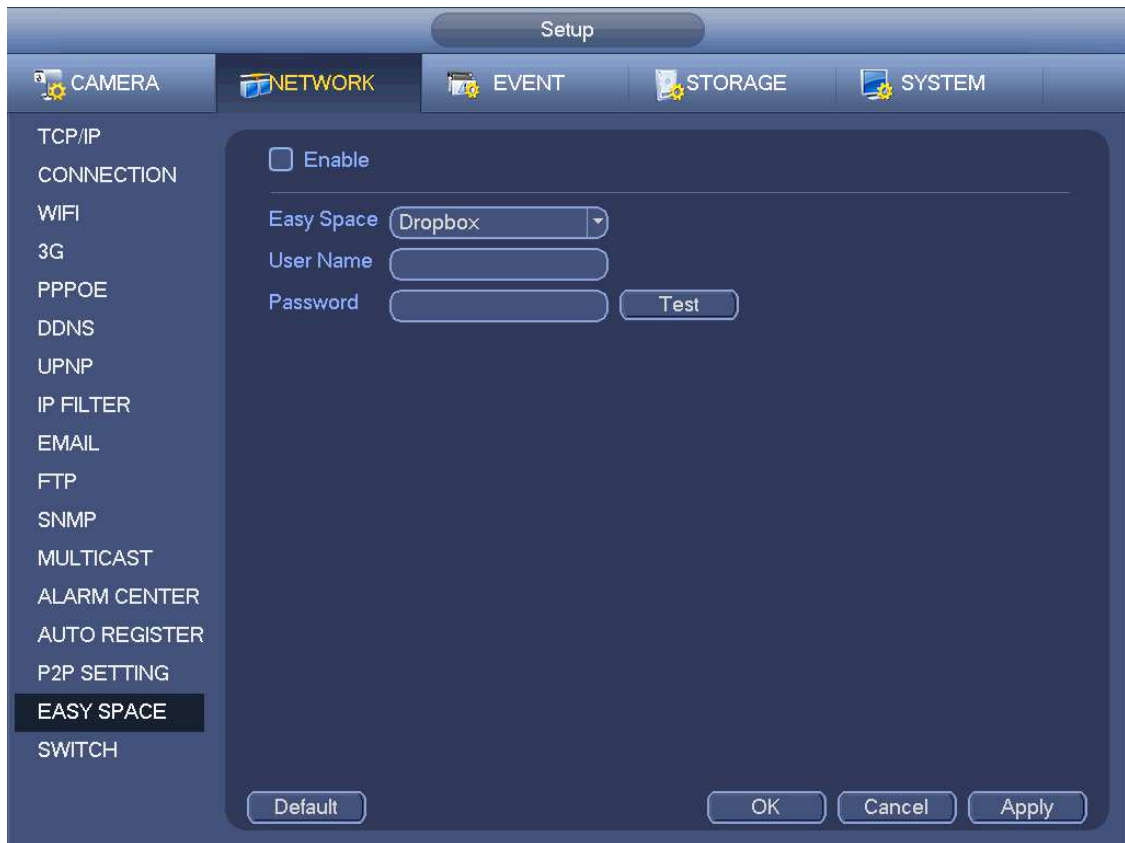 Setup
CAMERA NETWORK EVENT STORAGE SYSTEM
TCP/IP
CONNECTION
WIFI
3G
PPPOE
DDNS
UPNP
IP FILTER
EMAIL
FTP
SNMP
MULTICAST
ALARM CENTER
AUTO REGISTER
P2P SETTING
EASY SPACE
SWITCH
Enable
Easy Space Dropbox
User Name
Password Test
Default OK Cancel Apply